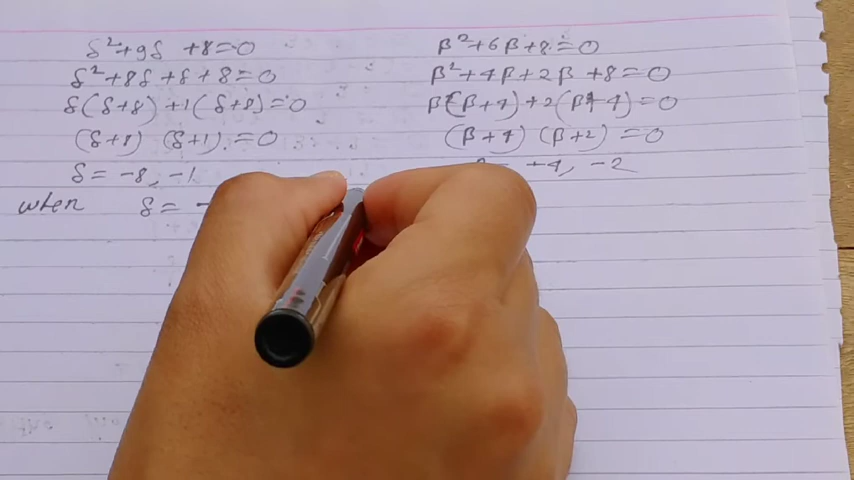 δ²+9δ +8=0
δ²+8δ+δ+8=0
δ(δ+8)+1(δ+8)=0
(δ+8) (δ+1)=0
δ= -8, -1
when δ= -
β²+6β+8=0
β²+4β+2β +8=0
β(β+4)+2(β+4)=0
(β+4) (β+2)=0
= +4, -2